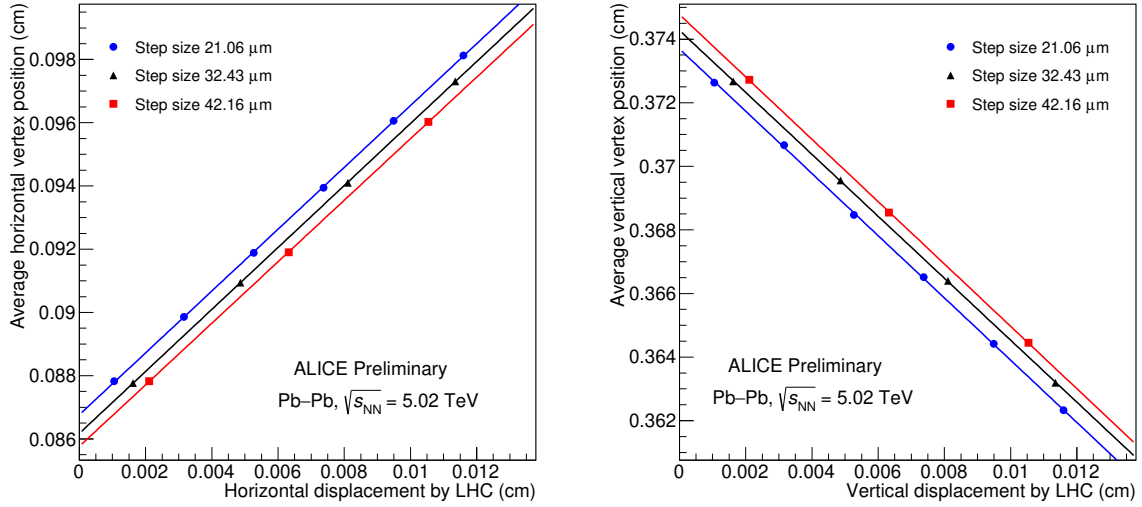 Average horizontal vertex position (cm)
0.098
0.096
0.094
0.092
0.09
0.088
0.086
Step size 21.06 μm
Step size 32.43 μm
Step size 42.16 μm
ALICE Preliminary
Pb–Pb, √sNN = 5.02 TeV
0 0.002 0.004 0.006 0.008 0.01 0.012
Horizontal displacement by LHC (cm)
Average vertical vertex position (cm)
0.374
0.372
0.37
0.368
0.366
0.364
0.362
Step size 21.06 μm
Step size 32.43 μm
Step size 42.16 μm
ALICE Preliminary
Pb–Pb, √sNN = 5.02 TeV
0 0.002 0.004 0.006 0.008 0.01 0.012
Vertical displacement by LHC (cm)